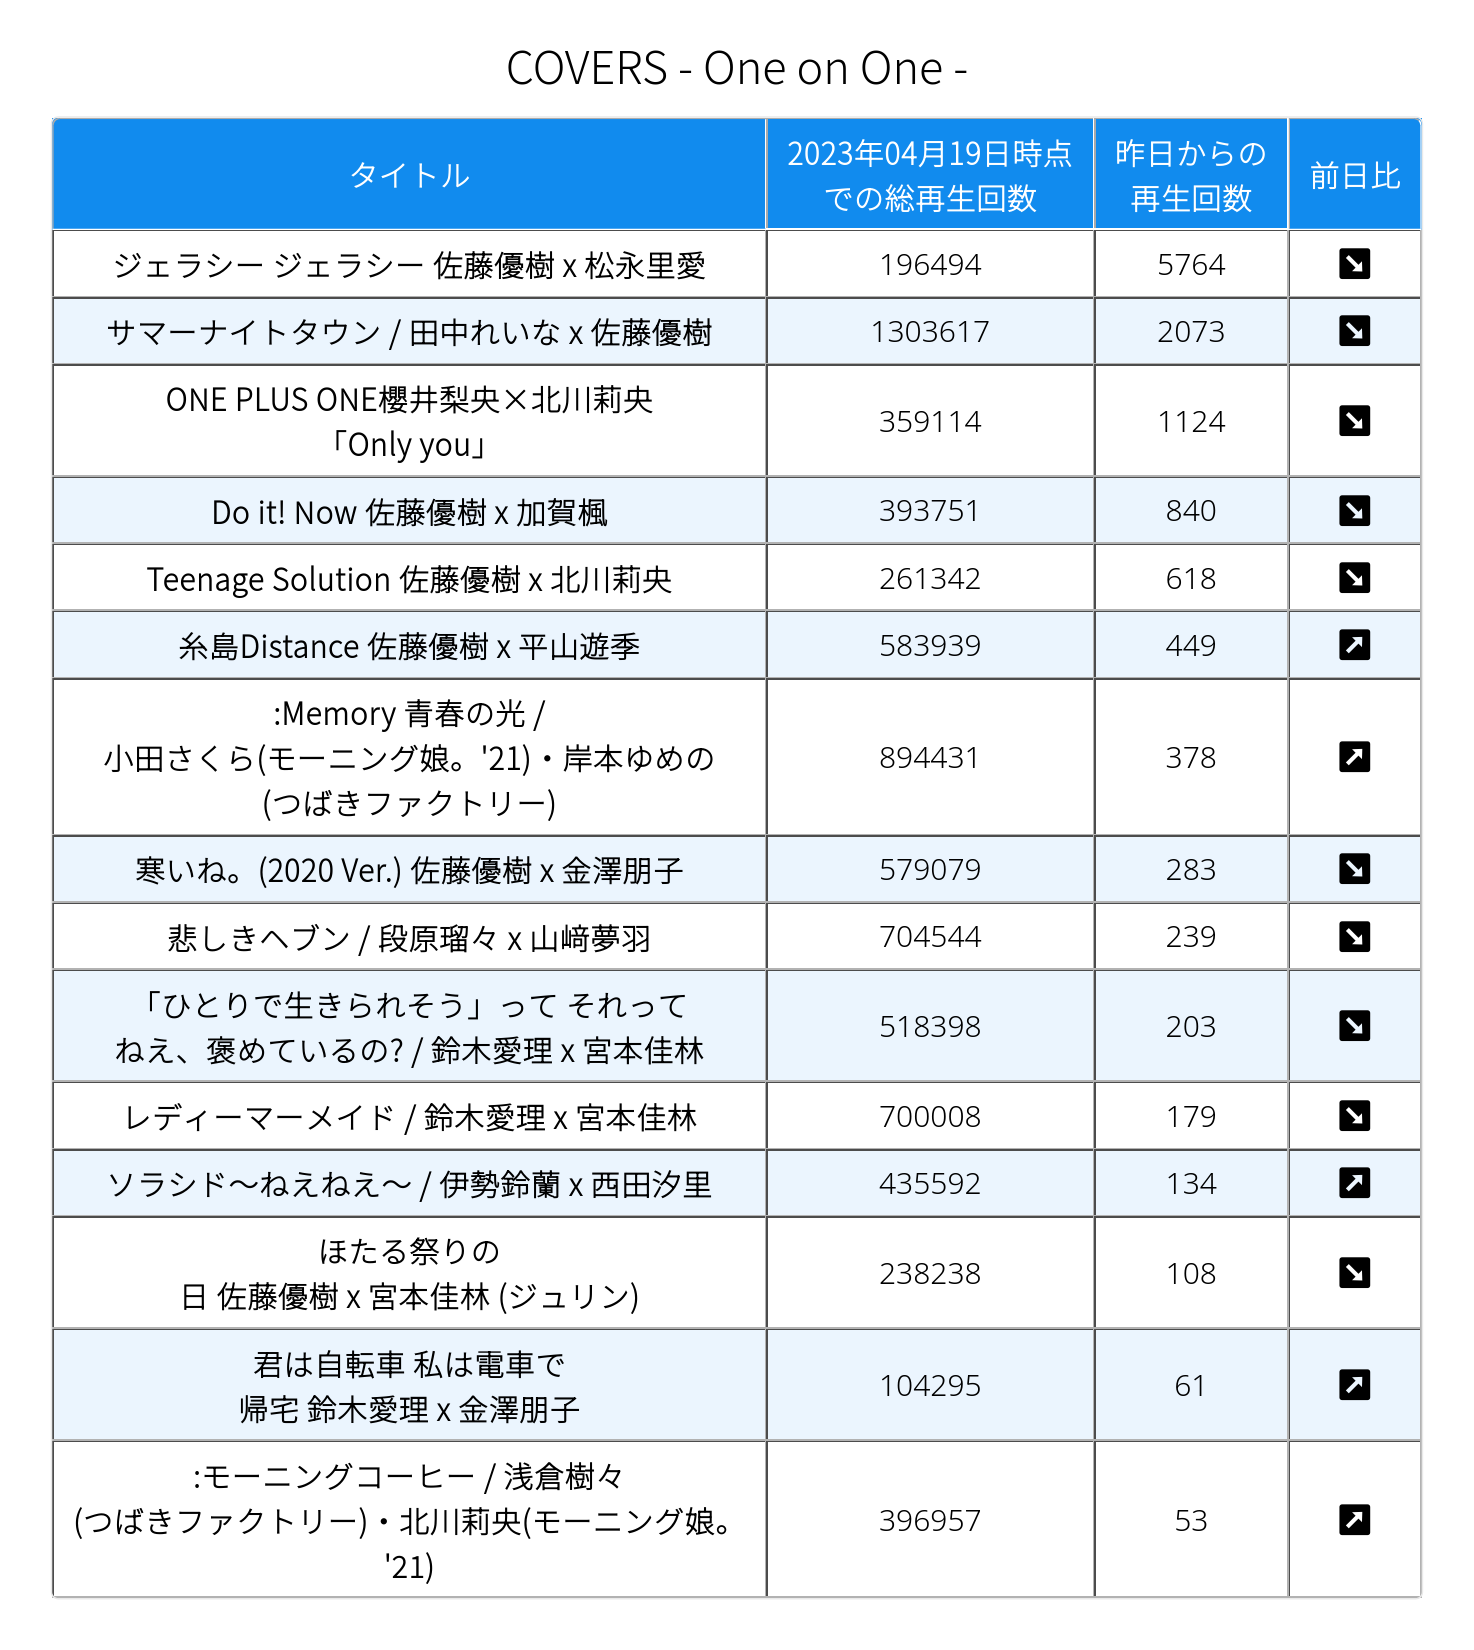 COVERS - One on One -
タイトル
2023年04月19日時点
での総再生回数
昨日からの
再生回数
前日比
ジェラシー ジェラシー 佐藤優樹 x 松永里愛
196494
5764
サマーナイトタウン / 田中れいな x 佐藤優樹
1303617
2073
ONE PLUS ONE櫻井梨央×北川莉央
「Only you」
359114
1124
Do it! Now 佐藤優樹 x 加賀楓
393751
840
Teenage Solution 佐藤優樹 x 北川莉央
261342
618
糸島Distance 佐藤優樹 x 平山遊季
583939
449
:Memory 青春の光 /
小田さくら(モーニング娘。'21)・岸本ゆめの
(つばきファクトリー)
894431
378
寒いね。(2020 Ver.) 佐藤優樹 x 金澤朋子
579079
283
悲しきヘブン / 段原瑠々 x 山﨑夢羽
704544
239
「ひとりで生きられそう」って それって
ねえ、褒めているの? / 鈴木愛理 x 宮本佳林
518398
203
レディーマーメイド / 鈴木愛理 x 宮本佳林
700008
179
ソラシド〜ねえねえ〜 / 伊勢鈴蘭 x 西田汐里
435592
134
ほたる祭りの
日 佐藤優樹 x 宮本佳林 (ジュリン)
238238
108
君は自転車 私は電車で
帰宅 鈴木愛理 x 金澤朋子
104295
61
:モーニングコーヒー / 浅倉樹々
(つばきファクトリー)・北川莉央(モーニング娘。
'21)
396957
53